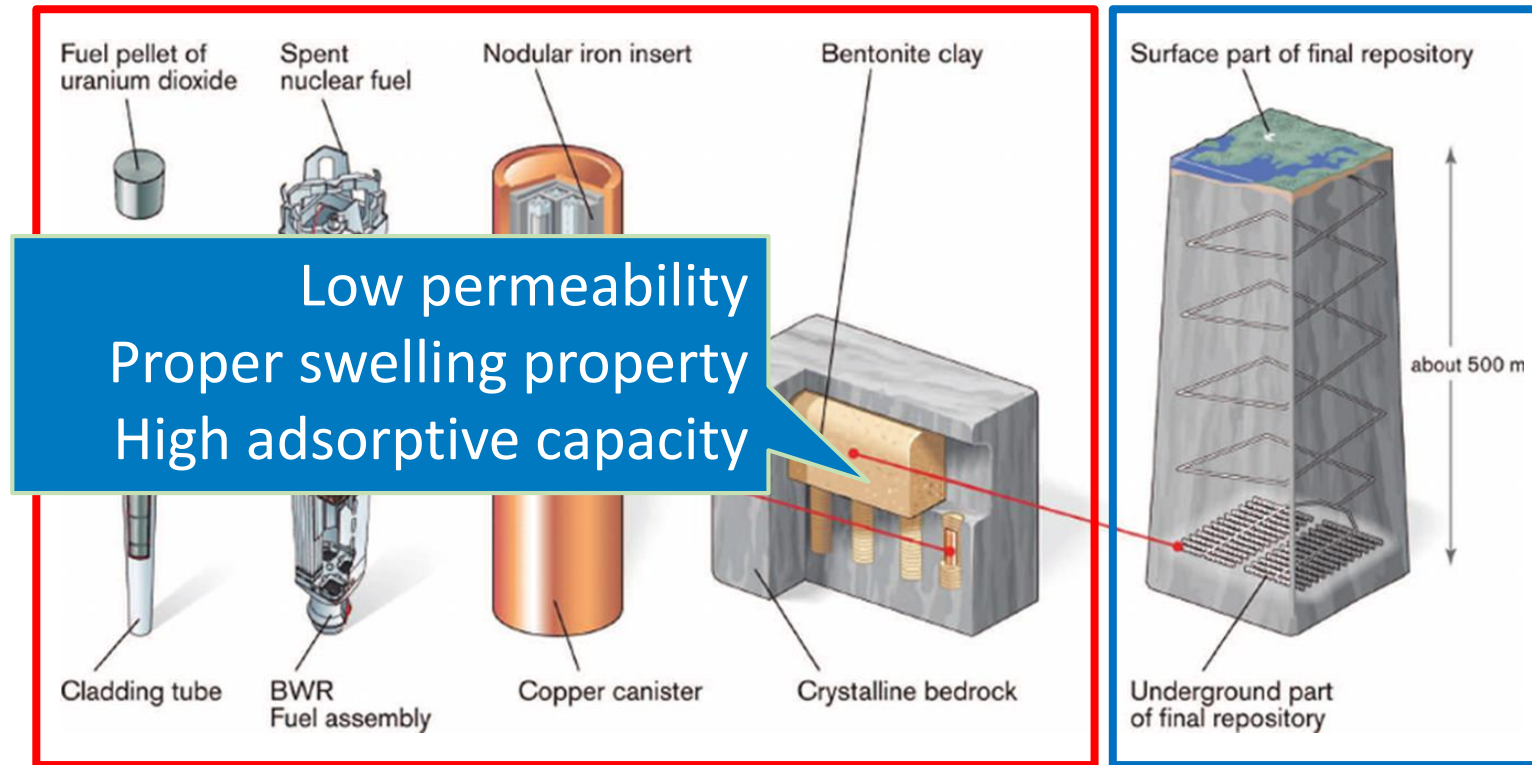 Fuel pellet of
uranium dioxide
Spent
nuclear fuel
Nodular iron insert
Bentonite clay
Surface part of final repository
Low permeability
Proper swelling property
High adsorptive capacity
about 500 m
Cladding tube
BWR
Fuel assembly
Copper canister
Crystalline bedrock
Underground part
of final repository